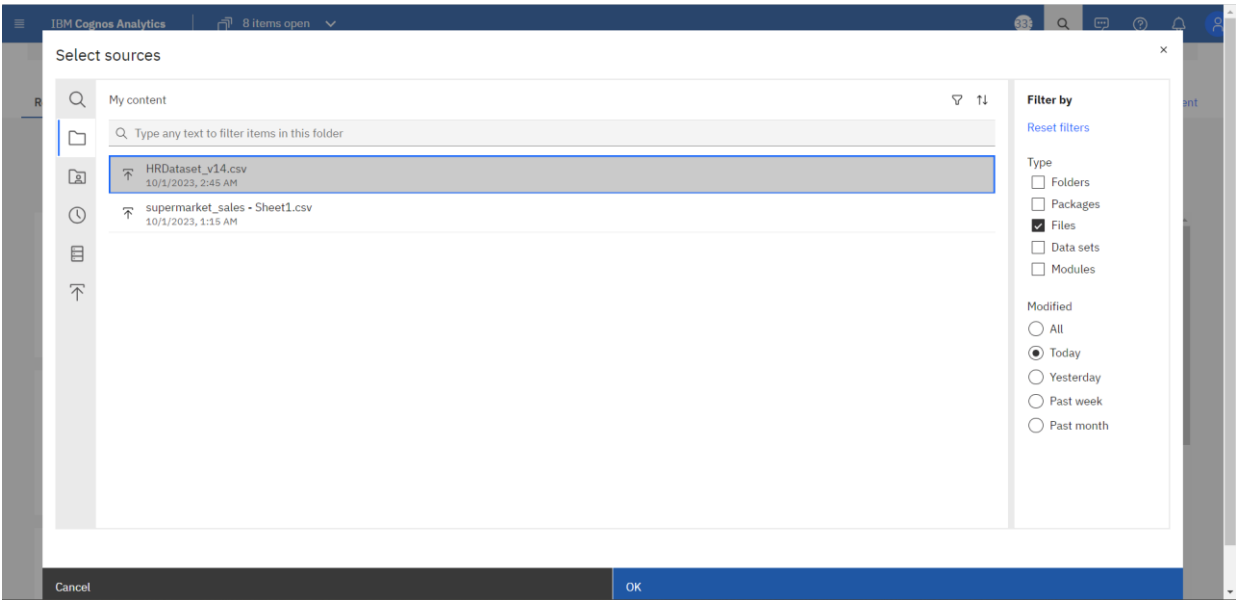 IBM Cognos Analytics
8 items open
333
Select sources
My content
Type any text to filter items in this folder
HRDataset_v14.csv
10/1/2023, 2:45 AM
supermarket_sales - Sheet1.csv
10/1/2023, 1:15 AM
Filter by
Reset filters
Type
Folders
Packages
Files
Data sets
Modules
Modified
All
Today
Yesterday
Past week
Past month
R
ent
Cancel
OK